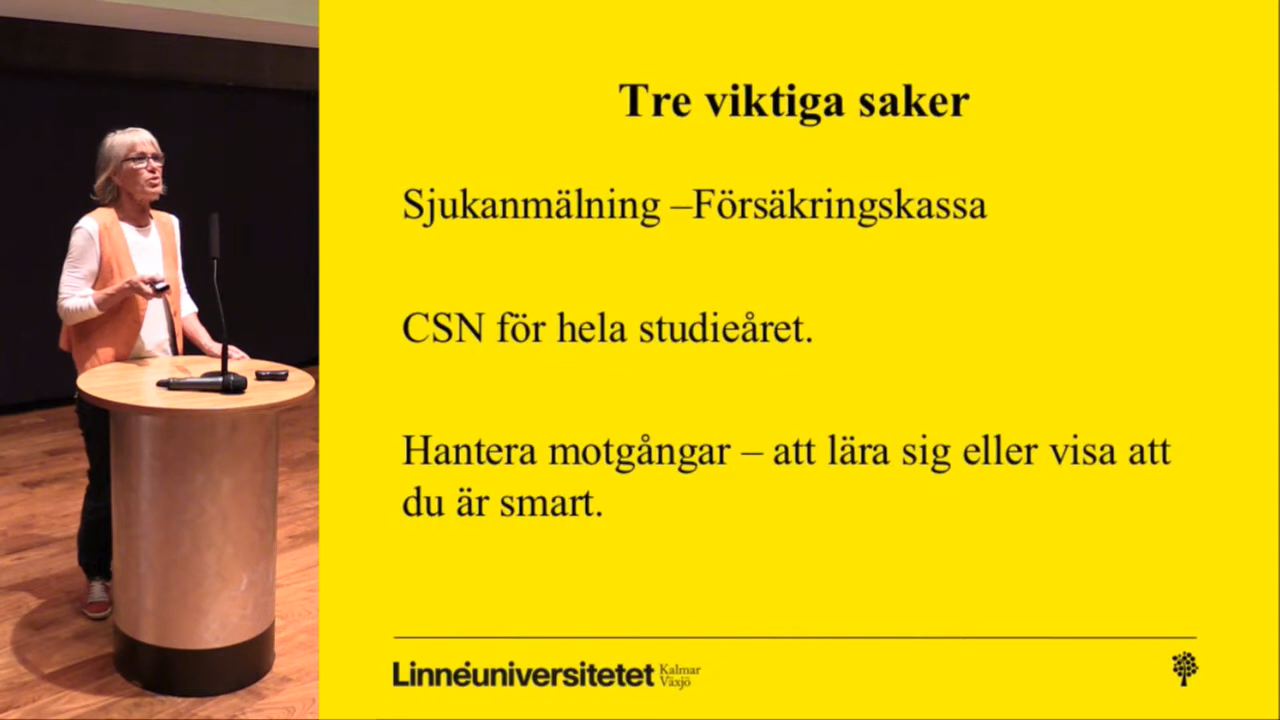 Tre viktiga saker
Sjukanmälning –Försäkringskassa
CSN för hela studieåret.
Hantera motgångar – att lära sig eller visa att
du är smart.
Linnéuniversitetet Kalmar
Växjö